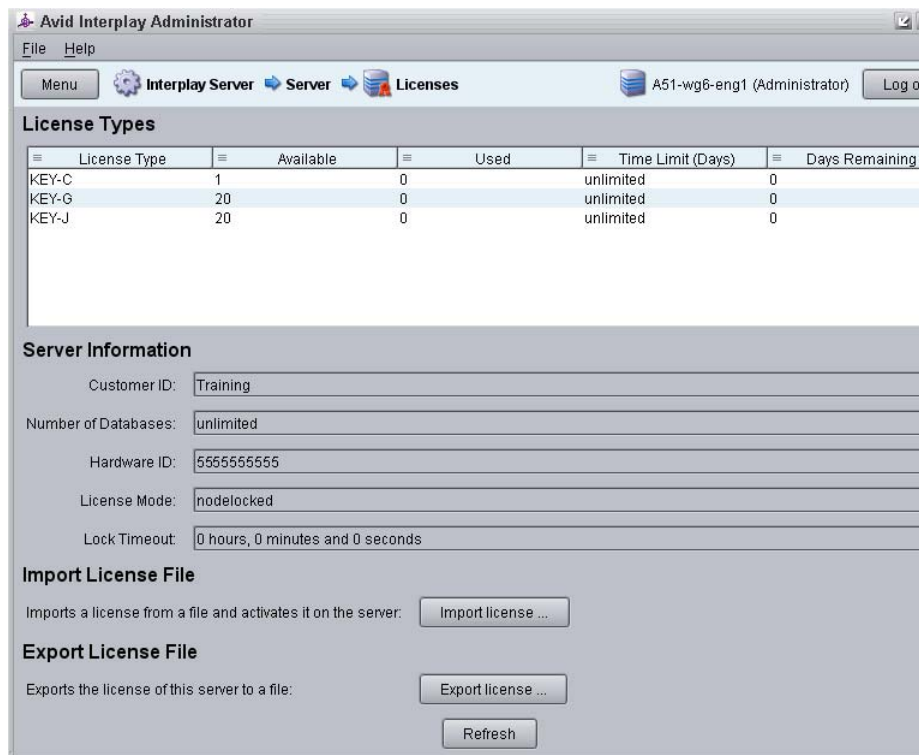 Avid Interplay Administrator
File Help
Menu Interplay Server Server Licenses A51-wg6-eng1 (Administrator) Log o
License Types
License Type Available Used Time Limit (Days) Days Remaining
KEY-C 1 0 unlimited 0
KEY-G 20 0 unlimited 0
KEY-J 20 0 unlimited 0
Server Information
Customer ID: Training
Number of Databases: unlimited
Hardware ID: 5555555555
License Mode: nodelocked
Lock Timeout: 0 hours, 0 minutes and 0 seconds
Import License File
Imports a license from a file and activates it on the server: Import license ...
Export License File
Exports the license of this server to a file: Export license ...
Refresh